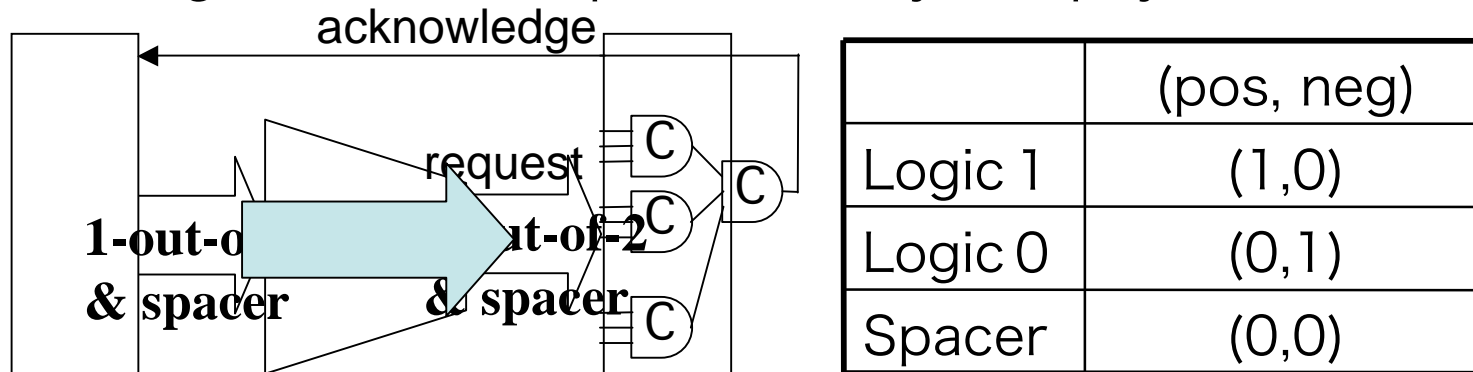 acknowledge
request
1-out-o
& spacer
ut-of-2
& spacer
C
C
C
C
(pos, neg)
Logic 1 (1,0)
Logic 0 (0,1)
Spacer (0,0)